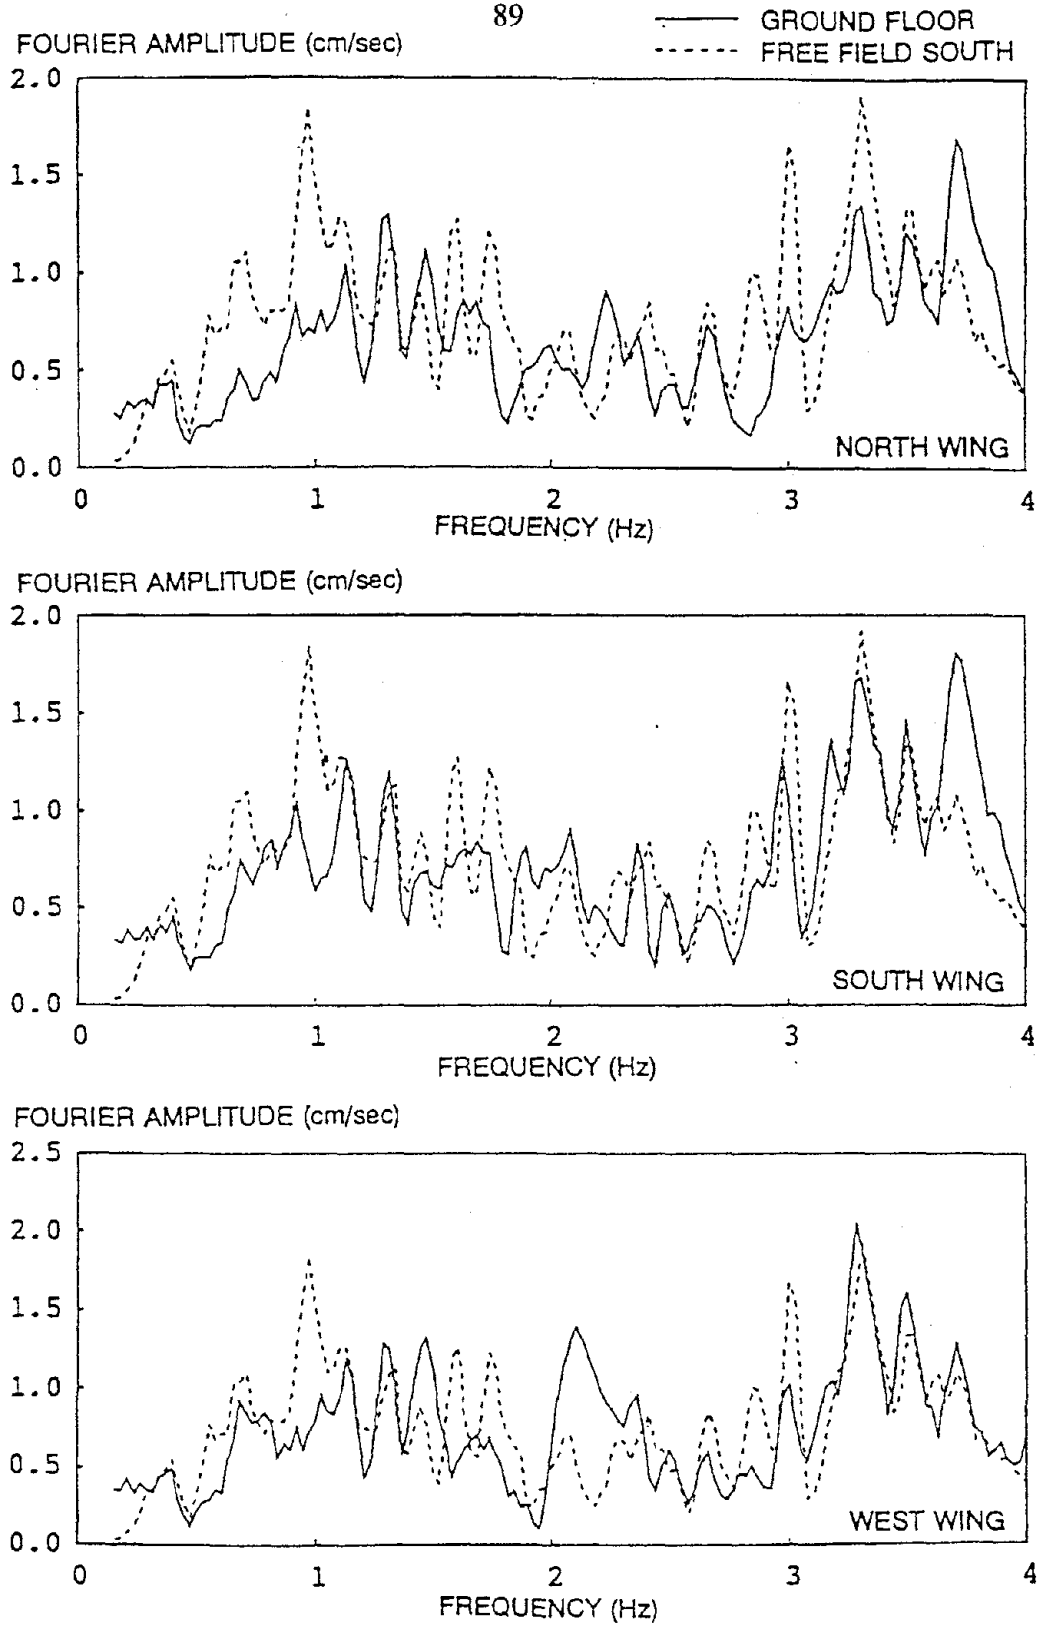 89
GROUND FLOOR
FREE FIELD SOUTH
FOURIER AMPLITUDE (cm/sec)
2.0
1.5
1.0
0.5
0.0
NORTH WING
0 1 2 3 4
FREQUENCY (Hz)
FOURIER AMPLITUDE (cm/sec)
2.0
1.5
1.0
0.5
0.0
SOUTH WING
0 1 2 3 4
FREQUENCY (Hz)
FOURIER AMPLITUDE (cm/sec)
2.5
2.0
1.5
1.0
0.5
0.0
WEST WING
0 1 2 3 4
FREQUENCY (Hz)